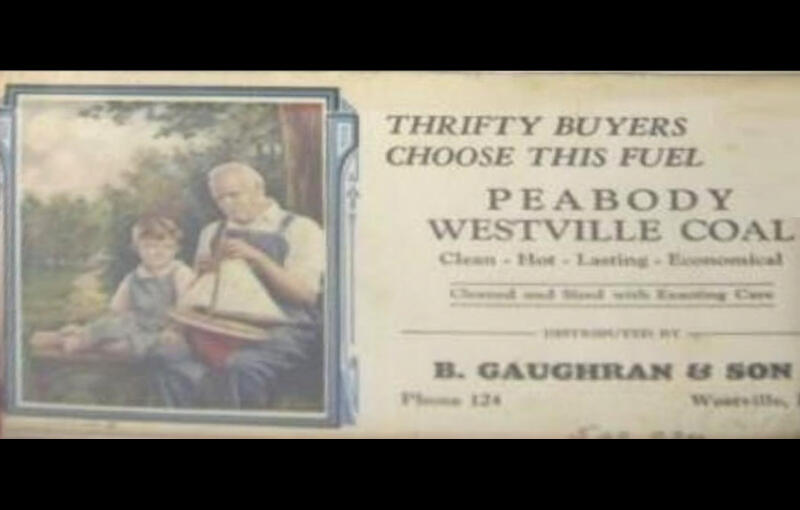 THRIFTY BUYERS
CHOOSE THIS FUEL
PEABODY
WESTVILLE COAL
Clean - Hot - Lasting - Economical
Cleaned and Sized with Exacting Care
DISTRIBUTED BY
B. GAUGHRAN & SON
Phone 124
Westville,